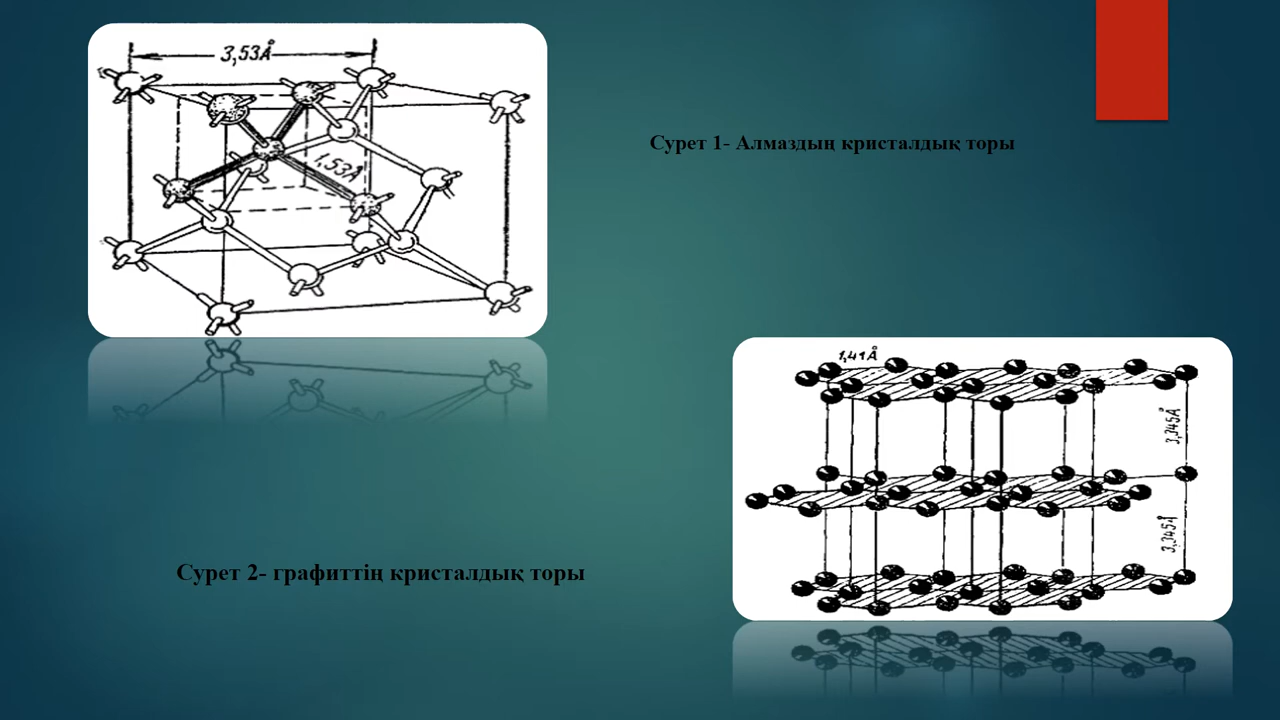 3,53Å
1,53Å
Сурет 1- Алмаздың кристалдық торы
1,41Å
3,345Å
3,345Å
Сурет 2- графиттің кристалдық торы